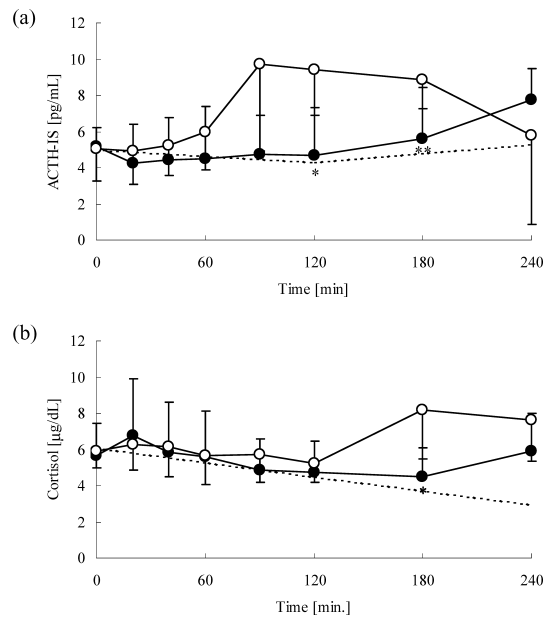 (a)
12
10
8
6
4
2
0
ACTH-IS [pg/mL]
*
**
0 60 120 180 240
Time [min]
(b)
12
10
8
6
4
2
0
Cortisol [μg/dL]
*
0 60 120 180 240
Time [min.]